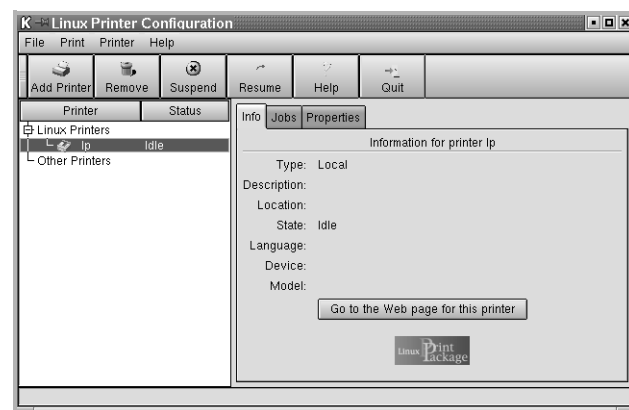 K Linux Printer Configuration
File Print Printer Help
Add Printer Remove Suspend Resume Help Quit
Printer Status
Linux Printers
lp Idle
Other Printers
Info Jobs Properties
Information for printer lp
Type: Local
Description:
Location:
State: Idle
Language:
Device:
Model:
Go to the Web page for this printer
Linux Print Package